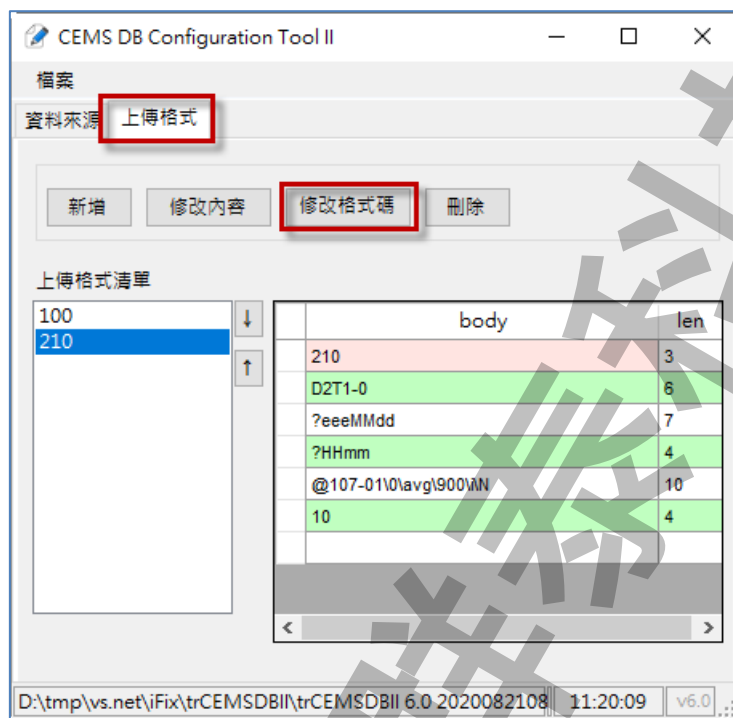 CEMS DB Configuration Tool II
檔案
資料來源 上傳格式
新增 修改內容 修改格式碼 刪除
上傳格式清單
100
210
↓
↑
body len
210 3
D2T1-0 6
?eeeMMdd 7
?HHmm 4
@107-01\0\avg\900\i\N 10
10 4
D:\tmp\vs.net\iFix\trCEMSDBII\trCEMSDBII 6.0 2020082108 11:20:09 v6.0